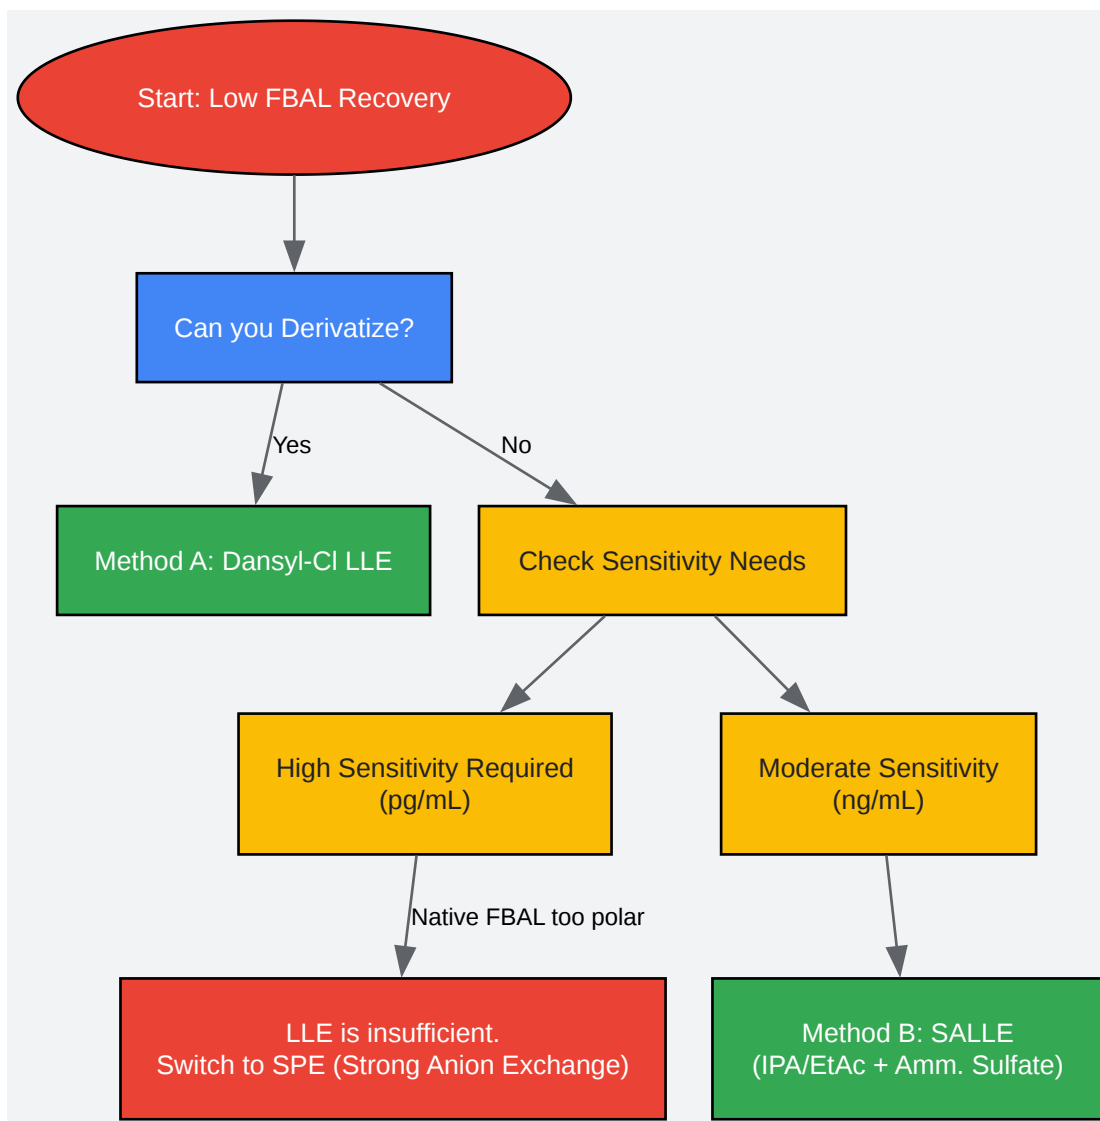 Start: Low FBAL Recovery
Can you Derivatize?
Yes
No
Method A: Dansyl-Cl LLE
Check Sensitivity Needs
High Sensitivity Required
(pg/mL)
Moderate Sensitivity
(ng/mL)
Native FBAL too polar
LLE is insufficient.
Switch to SPE (Strong Anion Exchange)
Method B: SALLE
(IPA/EtAc + Amm. Sulfate)